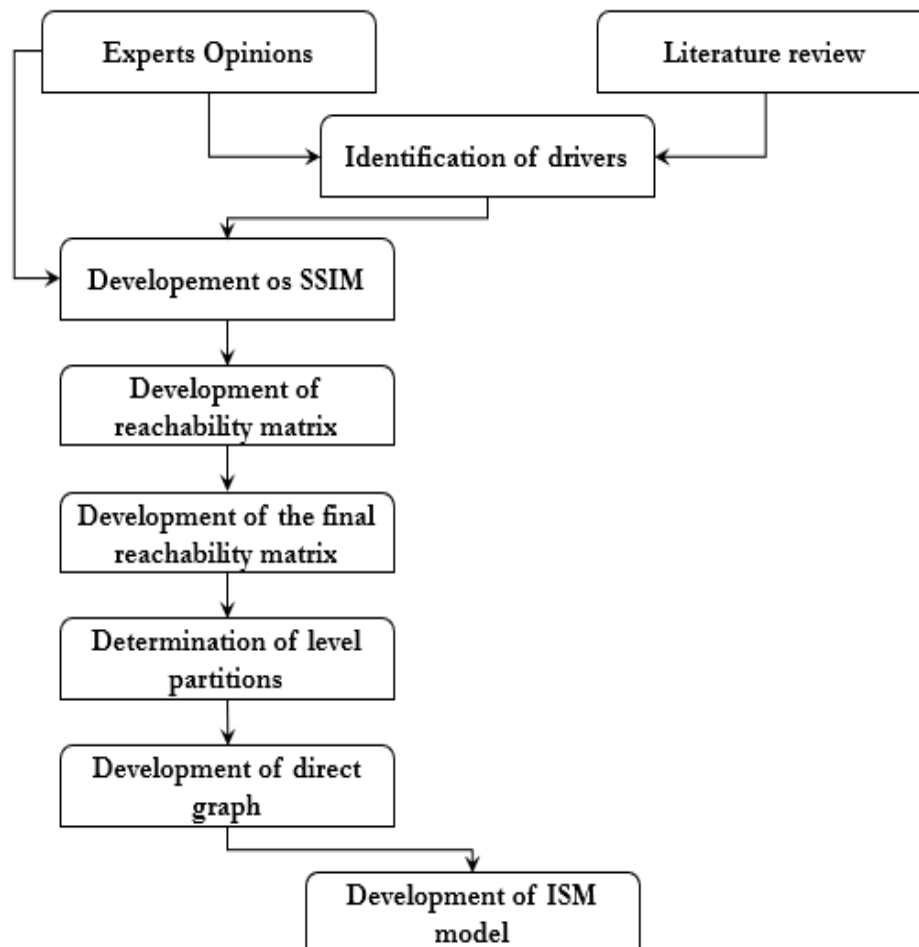 Experts Opinions
Literature review
Identification of drivers
Developement os SSIM
Development of
reachability matrix
Development of the final
reachability matrix
Determination of level
partitions
Development of direct
graph
Development of ISM
model